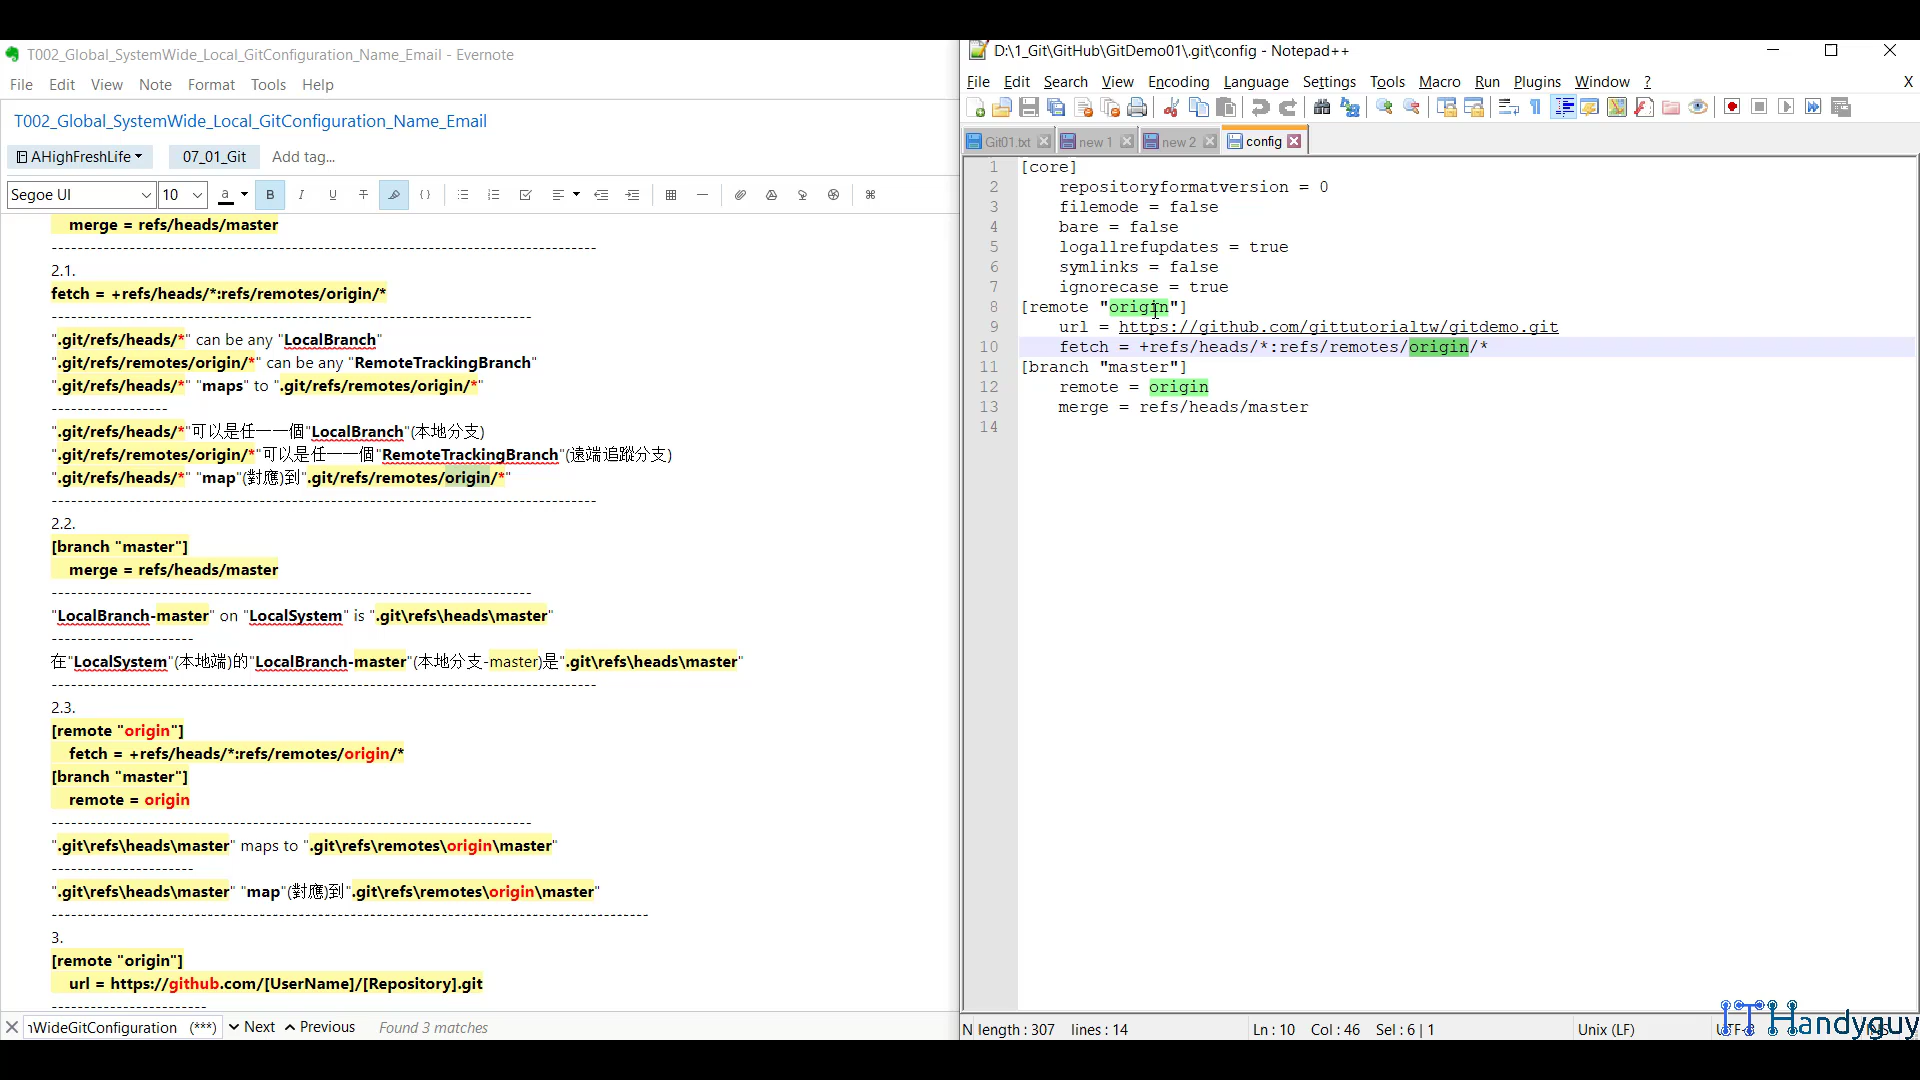 T002_Global_SystemWide_Local_GitConfiguration_Name_Email - Evernote
File Edit View Note Format Tools Help
T002_Global_SystemWide_Local_GitConfiguration_Name_Email
AHighFreshLife 07_01_Git Add tag...
Segoe UI 10 a B I U T
merge = refs/heads/master
------------------------------------------------------------------------------------
2.1.
fetch = +refs/heads/*:refs/remotes/origin/*
--------------------------------------------------------------------------
".git/refs/heads/*" can be any "LocalBranch"
".git/refs/remotes/origin/*" can be any "RemoteTrackingBranch"
".git/refs/heads/*" "maps" to ".git/refs/remotes/origin/*"
------------------
".git/refs/heads/*"可以是任一一個"LocalBranch"(本地分支)
".git/refs/remotes/origin/*"可以是任一一個"RemoteTrackingBranch"(遠端追蹤分支)
".git/refs/heads/*" "map"(對應)到".git/refs/remotes/origin/*"
------------------------------------------------------------------------------------
2.2.
[branch "master"]
merge = refs/heads/master
--------------------------------------------------------------------------
"LocalBranch-master" on "LocalSystem" is ".git\refs\heads\master"
----------------------
在"LocalSystem"(本地端)的"LocalBranch-master"(本地分支-master)是".git\refs\heads\master"
------------------------------------------------------------------------------------
2.3.
[remote "origin"]
fetch = +refs/heads/*:refs/remotes/origin/*
[branch "master"]
remote = origin
--------------------------------------------------------------------------
".git\refs\heads\master" maps to ".git\refs\remotes\origin\master"
----------------------
".git\refs\heads\master" "map"(對應)到".git\refs\remotes\origin\master"
--------------------------------------------------------------------------------------------
3.
[remote "origin"]
url = https://github.com/[UserName]/[Repository].git
------------------------
WideGitConfiguration (***) Next Previous Found 3 matches
D:\1_Git\GitHub\GitDemo01\.git\config - Notepad++
File Edit Search View Encoding Language Settings Tools Macro Run Plugins Window ? X
Git01.txt new 1 new 2 config
1 [core]
2 repositoryformatversion = 0
3 filemode = false
4 bare = false
5 logallrefupdates = true
6 symlinks = false
7 ignorecase = true
8 [remote "origin"]
9 url = https://github.com/gittutorialtw/gitdemo.git
10 fetch = +refs/heads/*:refs/remotes/origin/*
11 [branch "master"]
12 remote = origin
13 merge = refs/heads/master
14
N length : 307 lines : 14 Ln : 10 Col : 46 Sel : 6 | 1 Unix (LF)
IT Handyguy